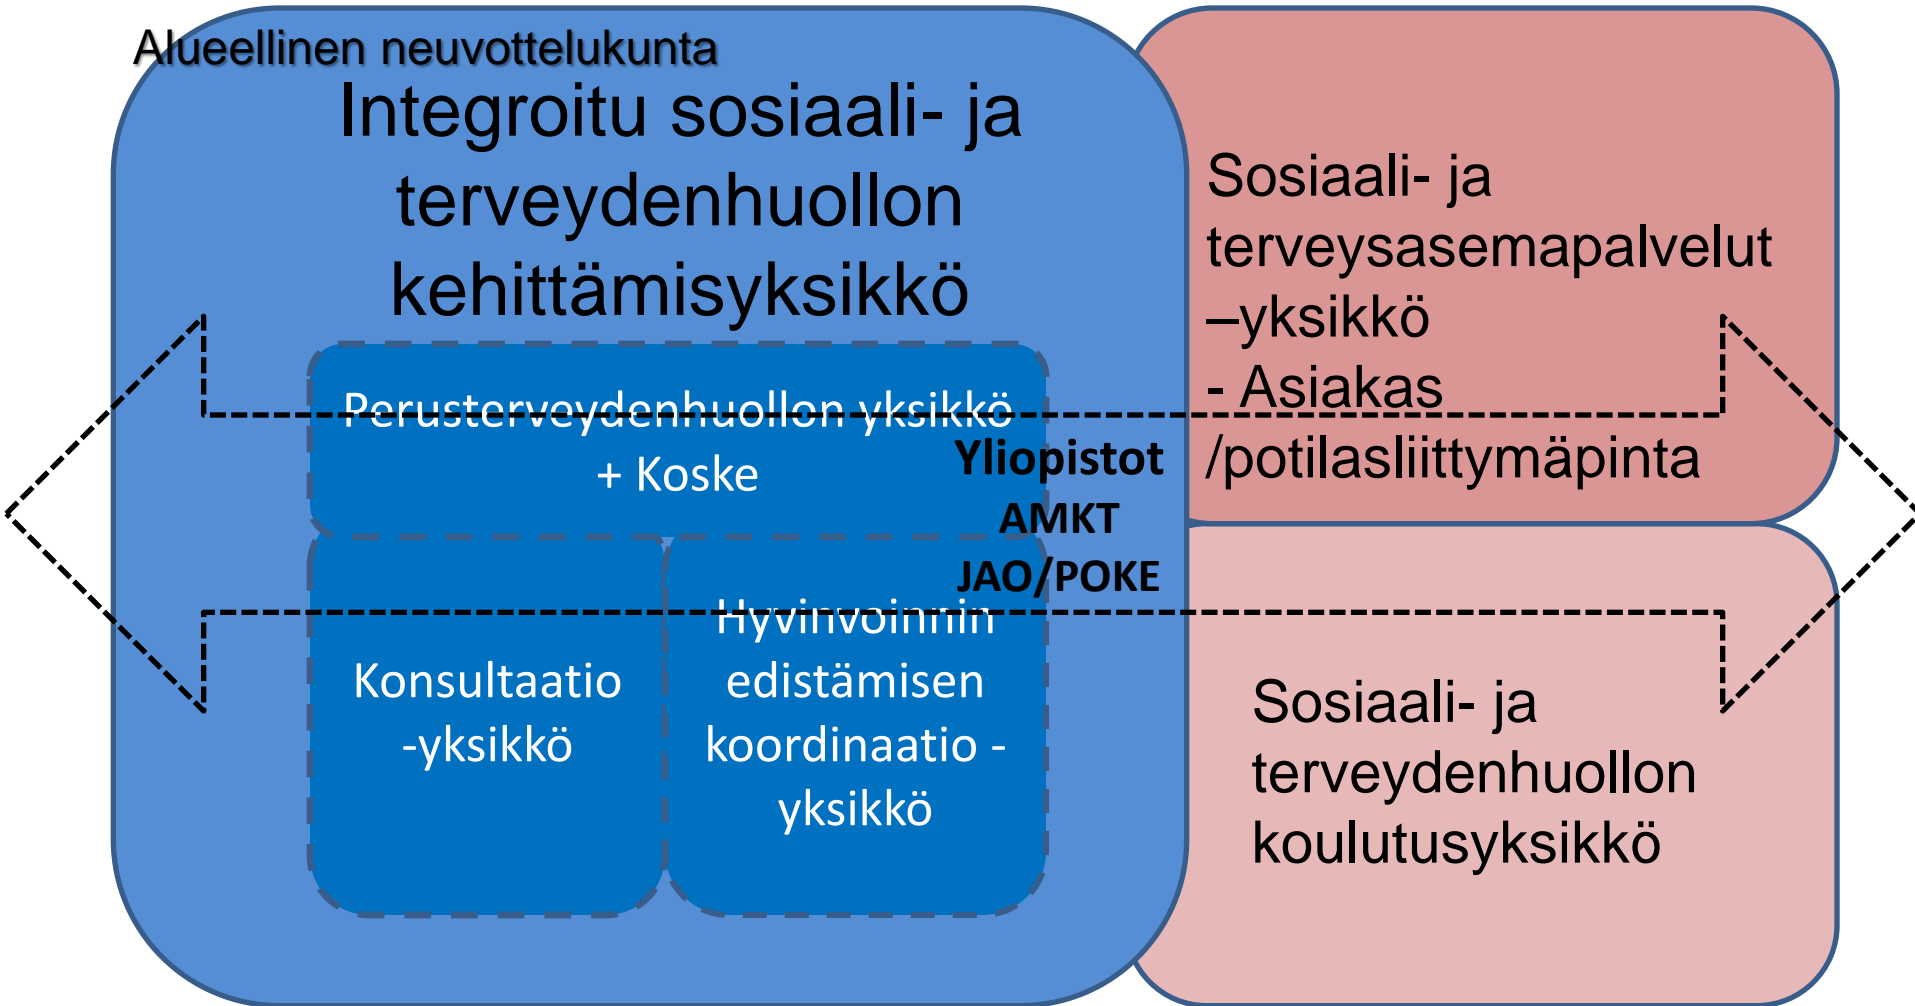 Alueellinen neuvottelukunta
Integroitu sosiaali- ja
terveydenhuollon
kehittämisyksikkö
Perusterveydenhuollon yksikkö
+ Koske
Konsultaatio
-yksikkö
Hyvinvoinnin
edistämisen
koordinaatio -
yksikkö
Yliopistot
AMKT
JAO/POKE
Sosiaali- ja
terveysasemapalvelut
–yksikkö
- Asiakas
/potilasliittymäpinta
Sosiaali- ja
terveydenhuollon
koulutusyksikkö